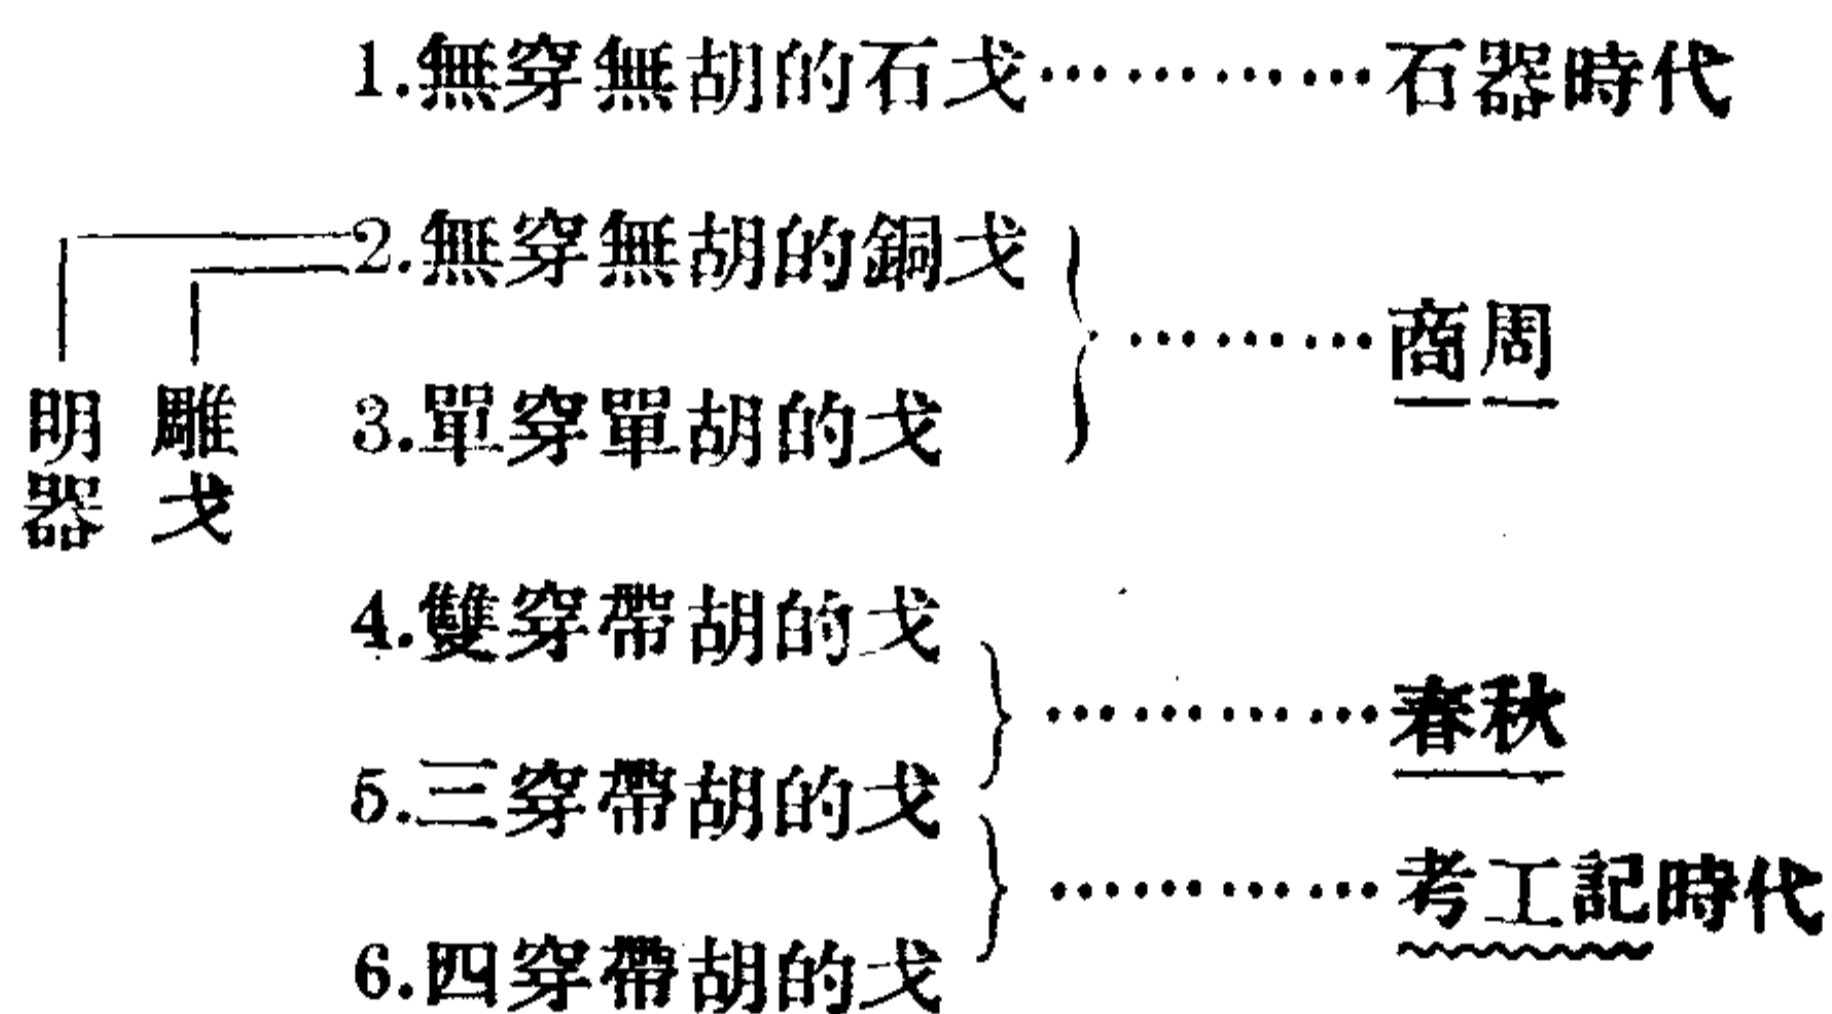 1.無穿無胡的石戈…………石器時代
2.無穿無胡的銅戈
………商周
3.單穿單胡的戈
明器
雕戈
4.雙穿帶胡的戈
…………春秋
5.三穿帶胡的戈
…………考工記時代
6.四穿帶胡的戈